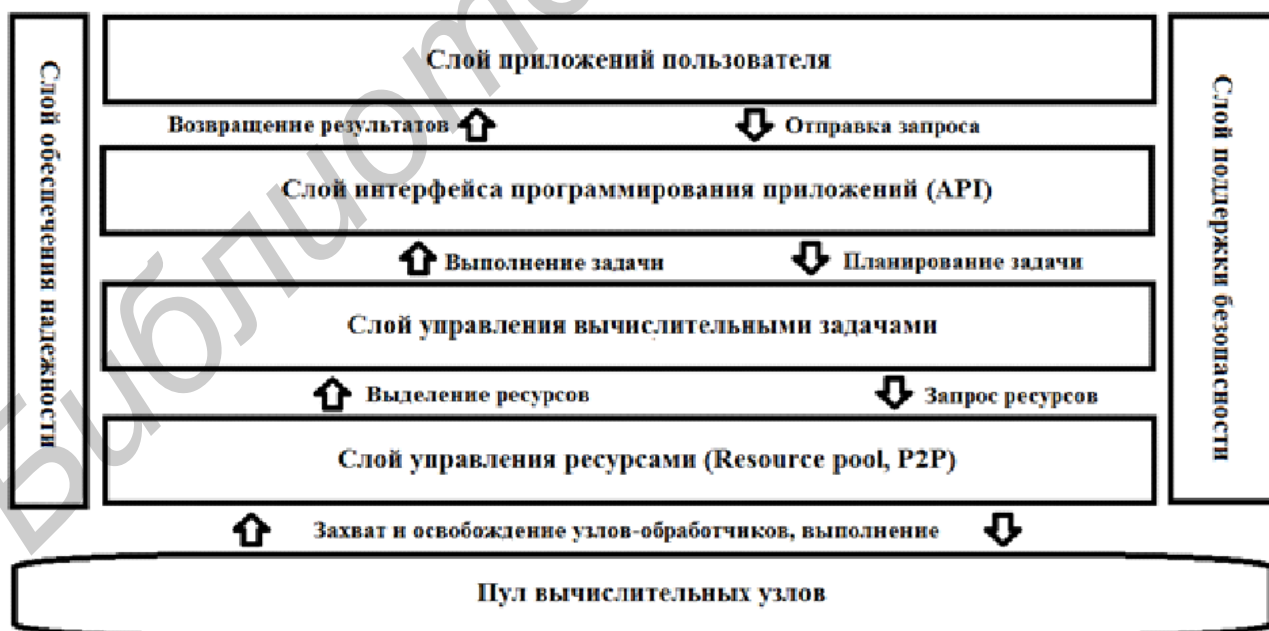 Слой приложений пользователя
Возвращение результатов
Отправка запроса
Слой интерфейса программирования приложений (API)
Выполнение задачи
Планирование задачи
Слой управления вычислительными задачами
Выделение ресурсов
Запрос ресурсов
Слой управления ресурсами (Resource pool, P2P)
Захват и освобождение узлов-обработчиков, выполнение
Пул вычислительных узлов
Слой обеспечения надежности
Слой поддержки безопасности